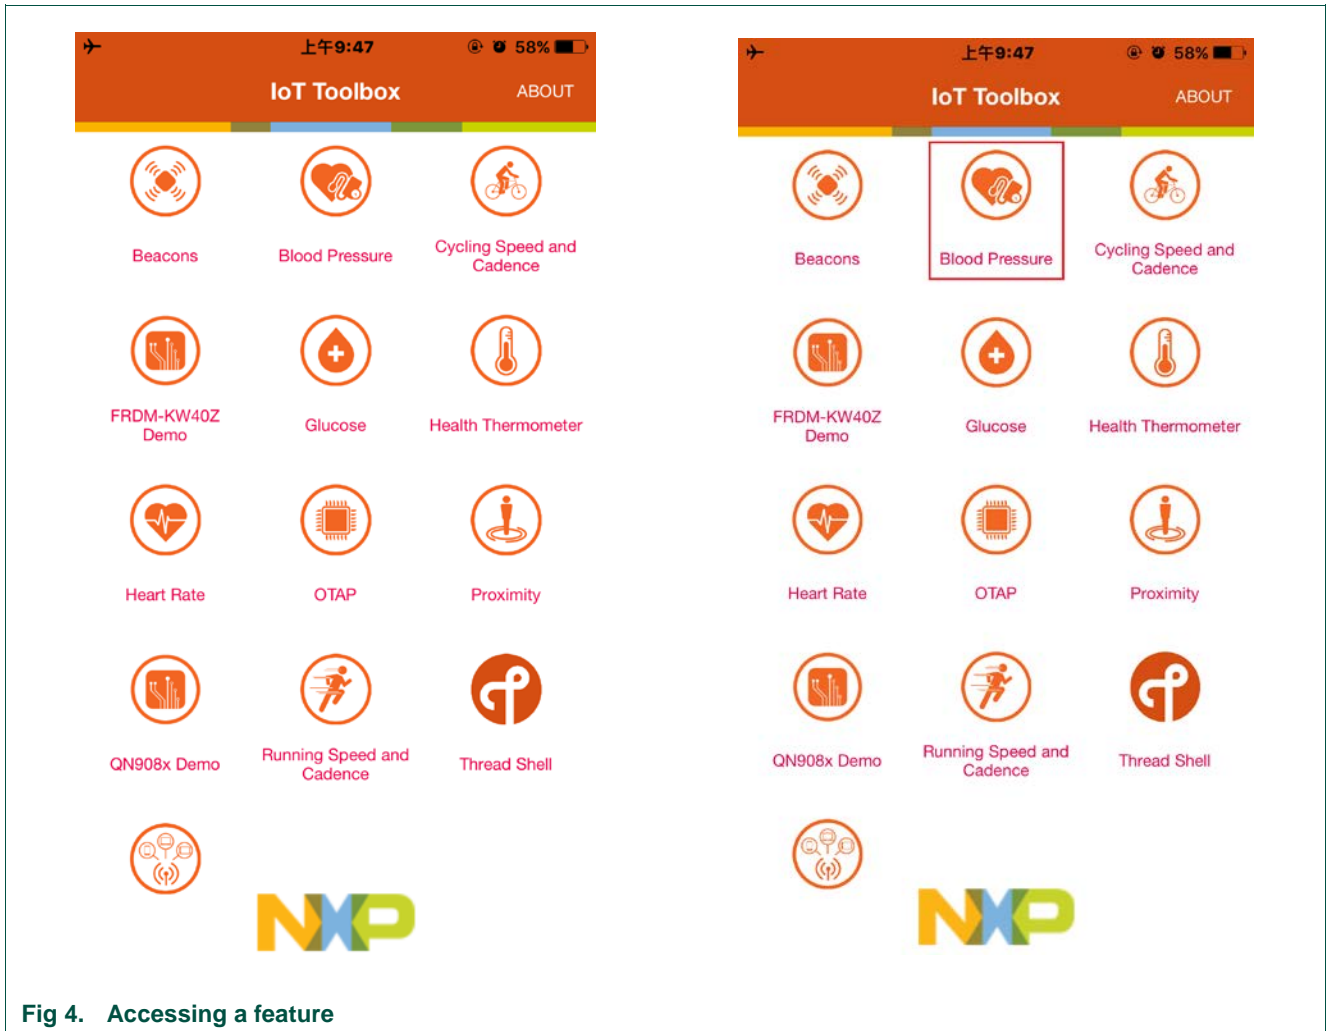 上午9:47
58%
IoT Toolbox
ABOUT
Beacons
Blood Pressure
Cycling Speed and
Cadence
FRDM-KW40Z
Demo
Glucose
Health Thermometer
Heart Rate
OTAP
Proximity
QN908x Demo
Running Speed and
Cadence
Thread Shell
NXP
上午9:47
58%
IoT Toolbox
ABOUT
Beacons
Blood Pressure
Cycling Speed and
Cadence
FRDM-KW40Z
Demo
Glucose
Health Thermometer
Heart Rate
OTAP
Proximity
QN908x Demo
Running Speed and
Cadence
Thread Shell
NXP
Fig 4. Accessing a feature